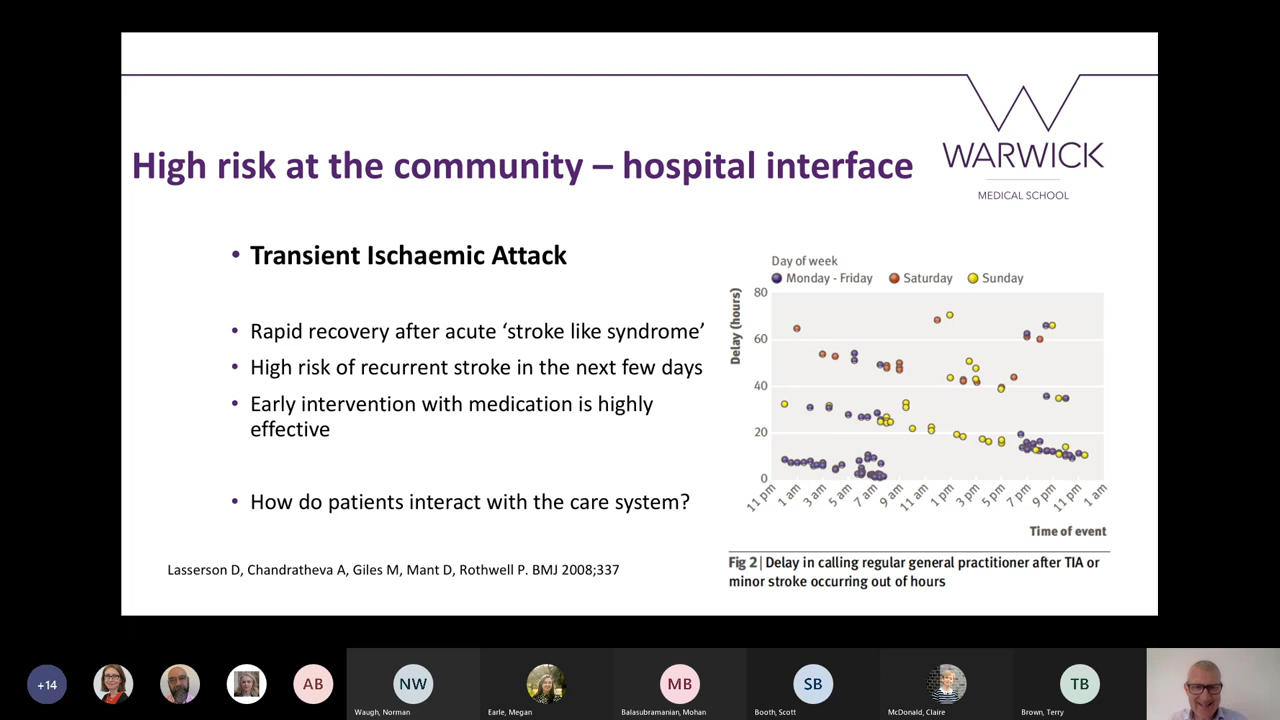 WARWICK
MEDICAL SCHOOL
High risk at the community – hospital interface
• Transient Ischaemic Attack
• Rapid recovery after acute ‘stroke like syndrome’
• High risk of recurrent stroke in the next few days
• Early intervention with medication is highly
effective
• How do patients interact with the care system?
Lasserson D, Chandratheva A, Giles M, Mant D, Rothwell P. BMJ 2008;337
Day of week
Monday - Friday Saturday Sunday
Delay (hours)
80
60
40
20
0
11 pm 1 am 3 am 5 am 7 am 9 am 11 am 1 pm 3 pm 5 pm 7 pm 9 pm 11 pm 1 am
Time of event
Fig 2 | Delay in calling regular general practitioner after TIA or
minor stroke occurring out of hours
+14 AB NW MB SB TB
Waugh, Norman Earle, Megan Balasubramanian, Mohan Booth, Scott McDonald, Claire Brown, Terry